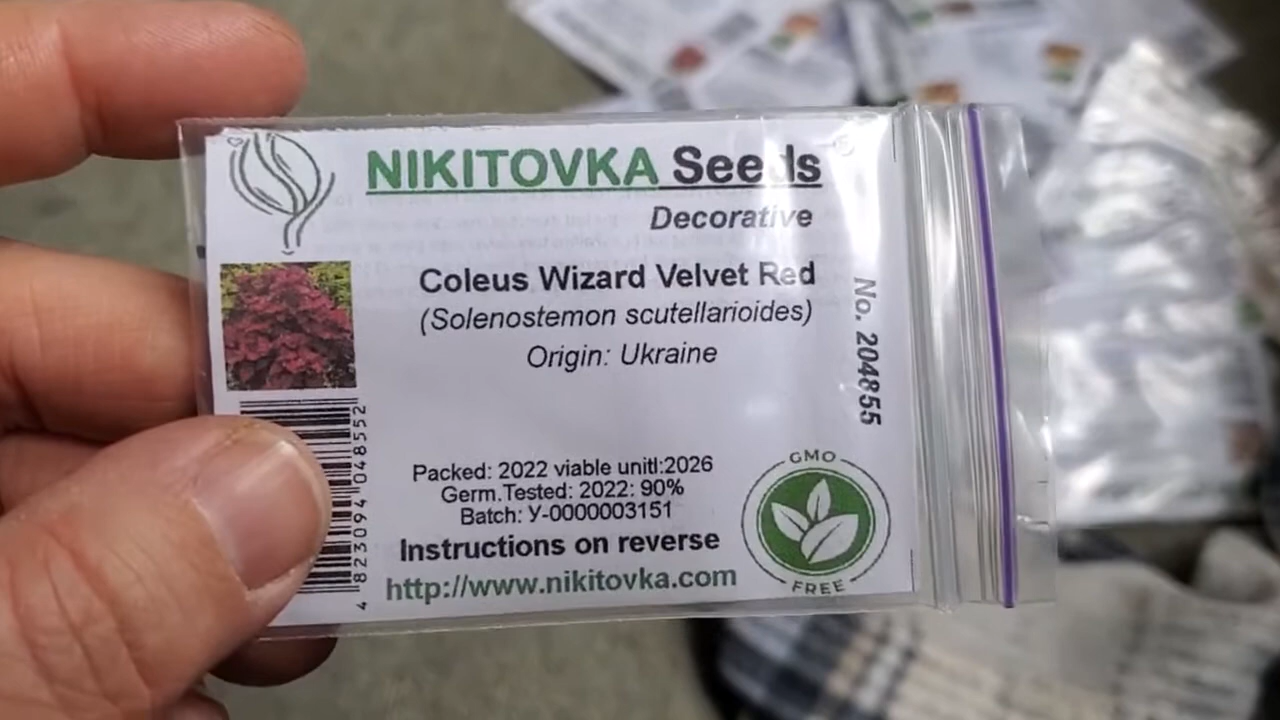 NIKITOVKA Seeds
Decorative
Coleus Wizard Velvet Red
(Solenostemon scutellarioides)
Origin: Ukraine
No. 204855
Packed: 2022 viable unitl:2026
Germ.Tested: 2022: 90%
Batch: У-0000003151
Instructions on reverse
http://www.nikitovka.com
GMO
FREE
4 823094 048552